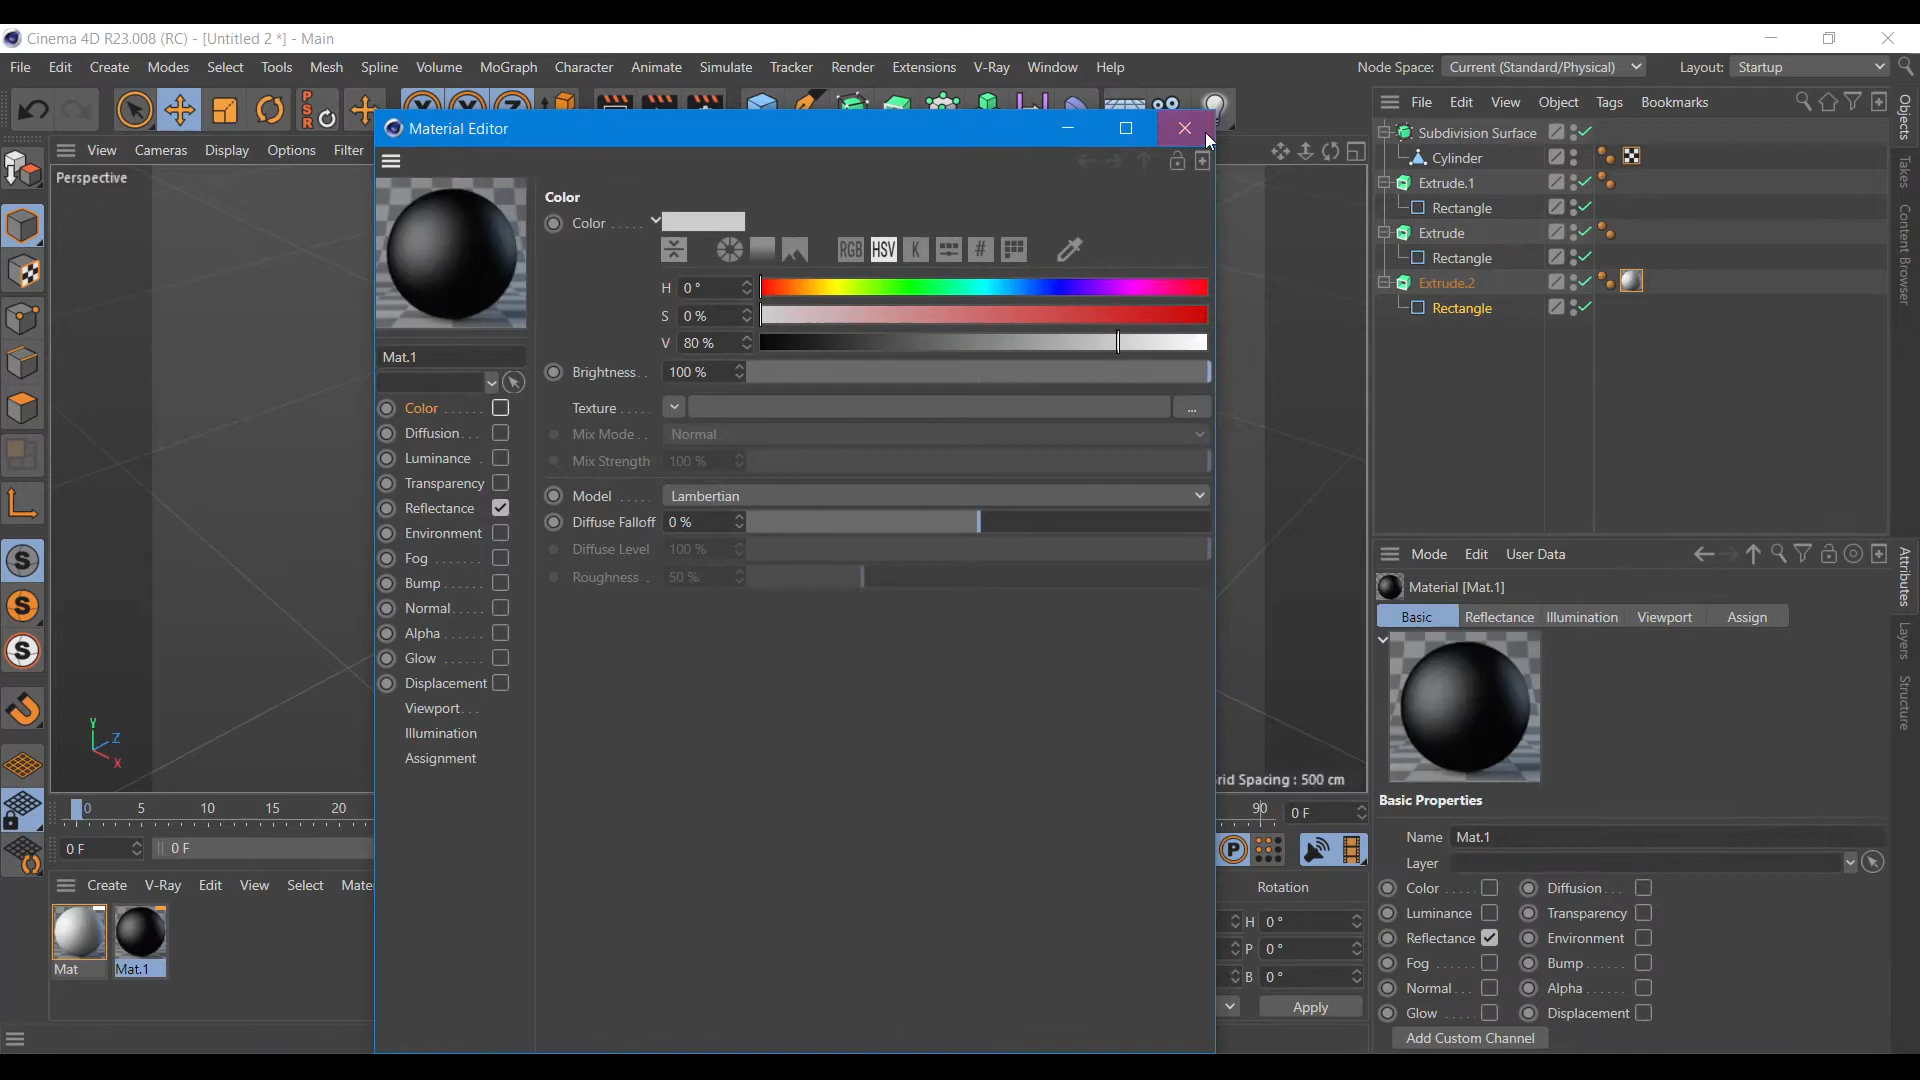 Cinema 4D R23.008 (RC) - [Untitled 2 *] - Main
File Edit Create Modes Select Tools Mesh Spline Volume MoGraph Character Animate Simulate Tracker Render Extensions V-Ray Window Help Node Space: Current (Standard/Physical) Layout: Startup
PSR
File Edit View Object Tags Bookmarks
Material Editor
View Cameras Display Options Filter
Perspective
Subdivision Surface
Cylinder
Extrude.1
Rectangle
Extrude
Rectangle
Extrude.2
Rectangle
Objects
Takes
Content Browser
Color
Color
RGB HSV K #
H 0 °
S 0 %
V 80 %
Brightness 100 %
Texture ...
Mix Mode Normal
Mix Strength 100 %
Model Lambertian
Diffuse Falloff 0 %
Diffuse Level 100 %
Roughness 50 %
Mat.1
Color
Diffusion
Luminance
Transparency
Reflectance
Environment
Fog
Bump
Normal
Alpha
Glow
Displacement
Viewport
Illumination
Assignment
Y
Z
X
rid Spacing : 500 cm
0 5 10 15 20
90 0 F
0 F 0 F
P
Create V-Ray Edit View Select Mate
Mat
Mat.1
Rotation
H 0 °
P 0 °
B 0 °
Apply
Mode Edit User Data
Material [Mat.1]
Basic Reflectance Illumination Viewport Assign
Basic Properties
Name Mat.1
Layer
Color Diffusion
Luminance Transparency
Reflectance Environment
Fog Bump
Normal Alpha
Glow Displacement
Add Custom Channel
Attributes
Layers
Structure